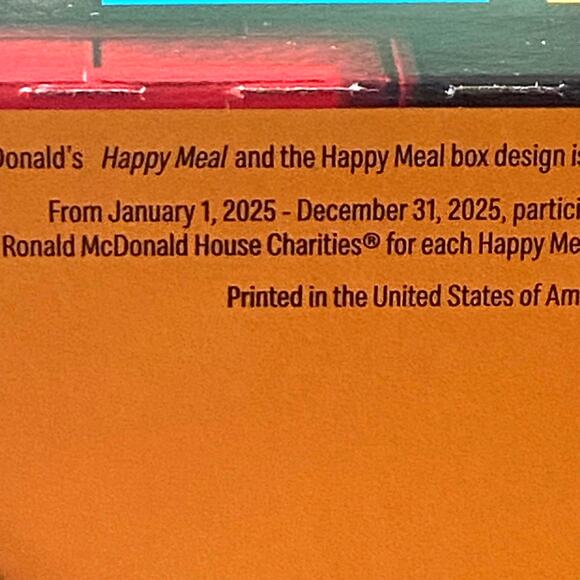 Donald's Happy Meal and the Happy Meal box design is
From January 1, 2025 - December 31, 2025, partici
Ronald McDonald House Charities® for each Happy Me
Printed in the United States of Am